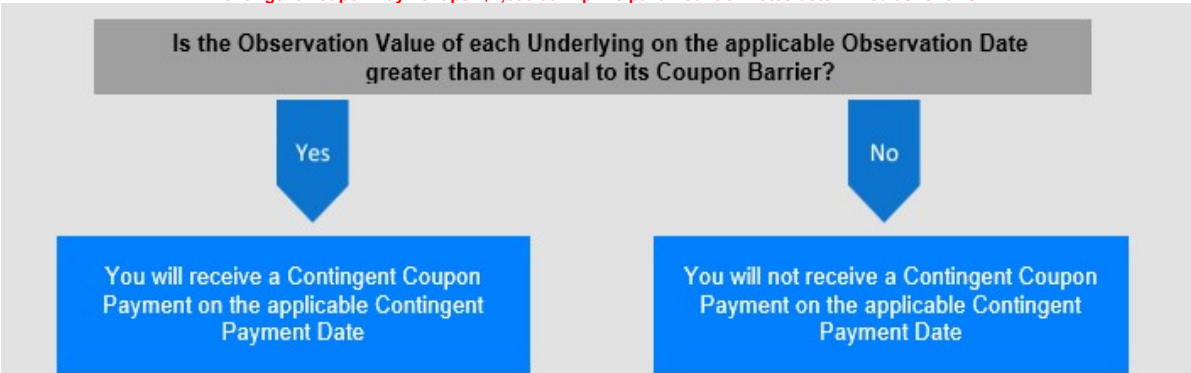 Is the Observation Value of each Underlying on the applicable Observation Date
greater than or equal to its Coupon Barrier?
Yes
No
You will receive a Contingent Coupon
Payment on the applicable Contingent
Payment Date
You will not receive a Contingent Coupon
Payment on the applicable Contingent
Payment Date